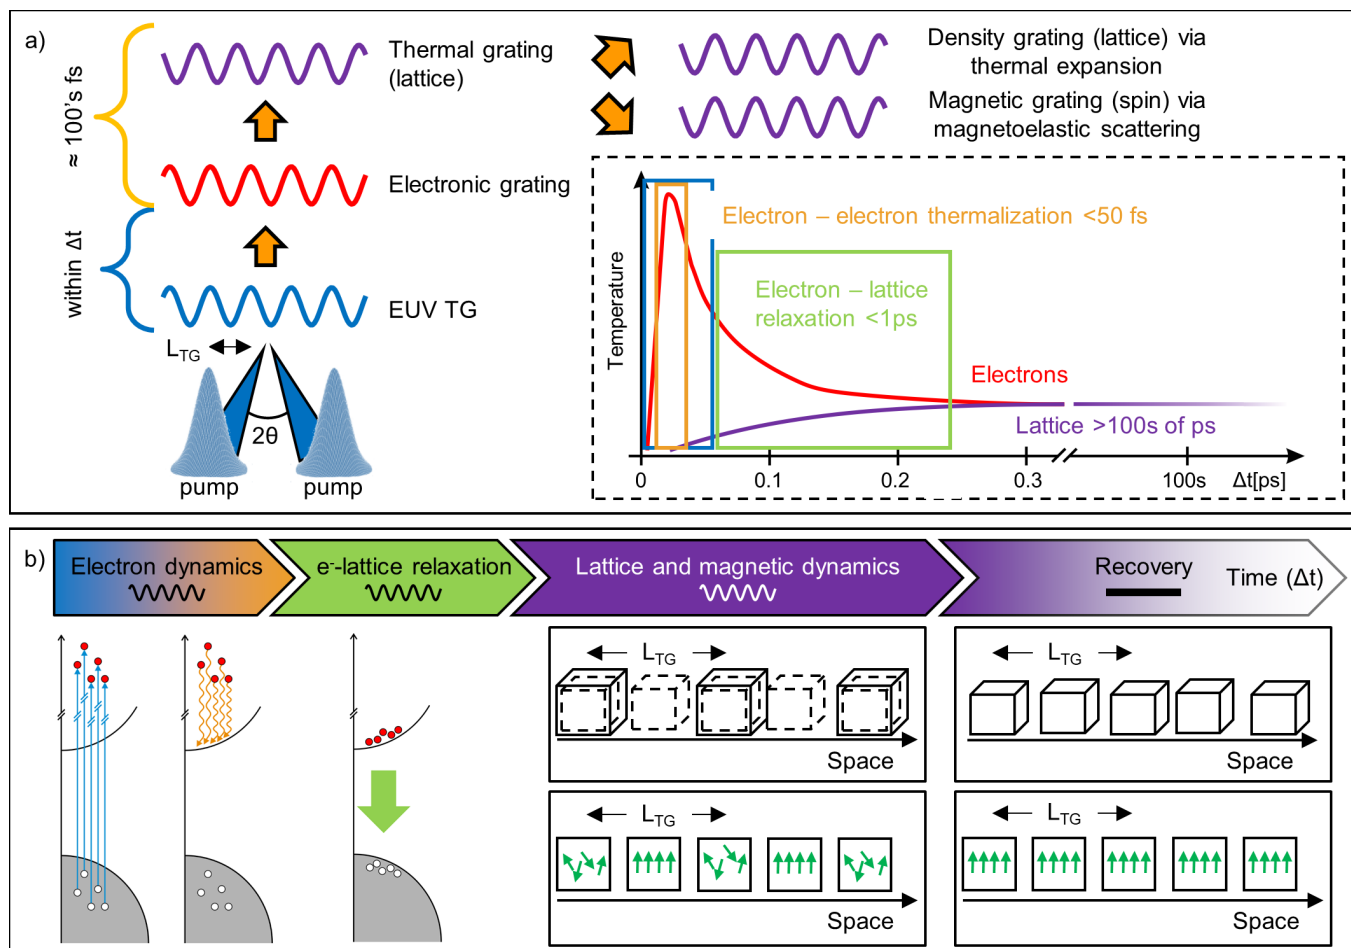 a)
≈ 100's fs
within Δt
Thermal grating
(lattice)
Electronic grating
EUV TG
L_TG
2θ
pump
pump
Density grating (lattice) via
thermal expansion
Magnetic grating (spin) via
magnetoelastic scattering
Temperature
Electron – electron thermalization <50 fs
Electron – lattice
relaxation <1ps
Electrons
Lattice >100s of ps
0
0.1
0.2
0.3
100s
Δt[ps]
b)
Electron dynamics
e⁻-lattice relaxation
Lattice and magnetic dynamics
Recovery
Time (Δt)
L_TG
Space
L_TG
Space
L_TG
Space
L_TG
Space